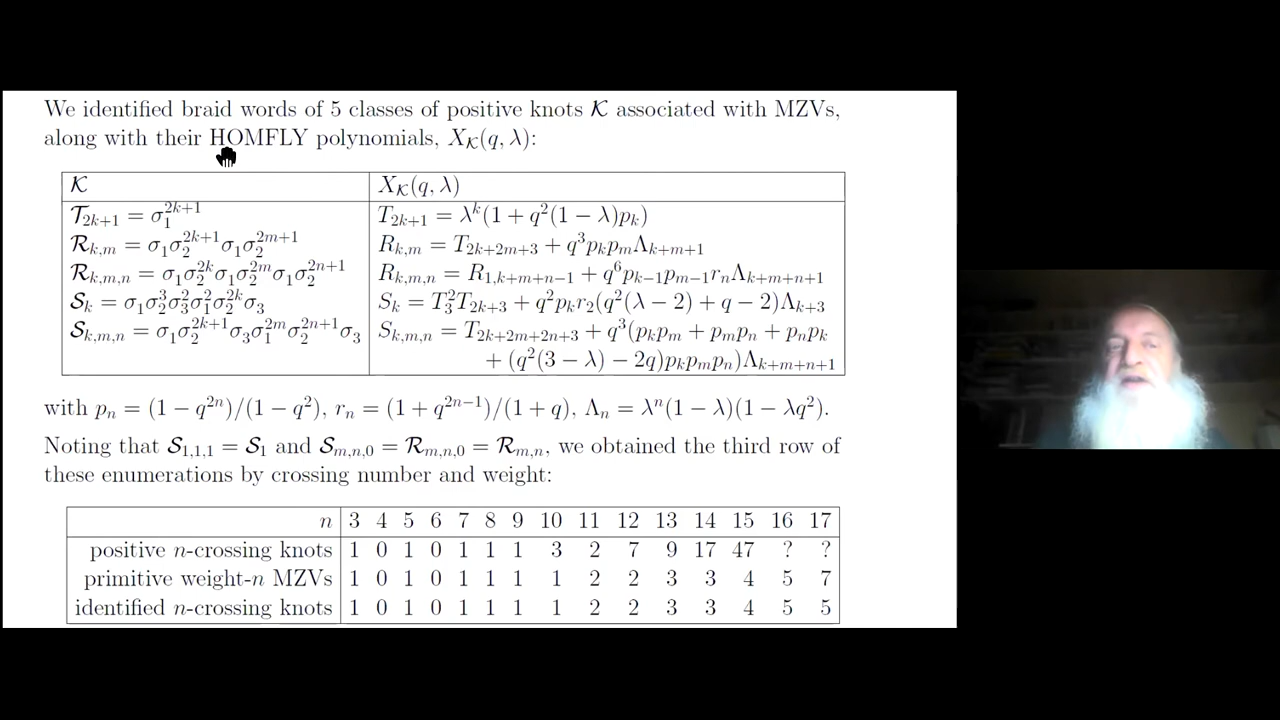 We identified braid words of 5 classes of positive knots 𝒦 associated with MZVs,
along with their HOMFLY polynomials, X_𝒦(q, λ):
𝒦 X_𝒦(q, λ)
𝒯_{2k+1} = σ_1^{2k+1} T_{2k+1} = λ^k(1 + q^2(1 − λ)p_k)
ℛ_{k,m} = σ_1σ_2^{2k+1}σ_1σ_2^{2m+1} R_{k,m} = T_{2k+2m+3} + q^3p_kp_mΛ_{k+m+1}
ℛ_{k,m,n} = σ_1σ_2^{2k}σ_1σ_2^{2m}σ_1σ_2^{2n+1} R_{k,m,n} = R_{1,k+m+n−1} + q^6p_{k−1}p_{m−1}r_nΛ_{k+m+n+1}
𝒮_k = σ_1σ_2^3σ_3^2σ_1^2σ_2^{2k}σ_3 S_k = T_3^2T_{2k+3} + q^2p_kr_2(q^2(λ − 2) + q − 2)Λ_{k+3}
𝒮_{k,m,n} = σ_1σ_2^{2k+1}σ_3σ_1^{2m}σ_2^{2n+1}σ_3 S_{k,m,n} = T_{2k+2m+2n+3} + q^3(p_kp_m + p_mp_n + p_np_k
+ (q^2(3 − λ) − 2q)p_kp_mp_n)Λ_{k+m+n+1}
with p_n = (1 − q^{2n})/(1 − q^2), r_n = (1 + q^{2n−1})/(1 + q), Λ_n = λ^n(1 − λ)(1 − λq^2).
Noting that 𝒮_{1,1,1} = 𝒮_1 and 𝒮_{m,n,0} = ℛ_{m,n,0} = ℛ_{m,n}, we obtained the third row of
these enumerations by crossing number and weight:
n 3 4 5 6 7 8 9 10 11 12 13 14 15 16 17
positive n-crossing knots 1 0 1 0 1 1 1 3 2 7 9 17 47 ? ?
primitive weight-n MZVs 1 0 1 0 1 1 1 1 2 2 3 3 4 5 7
identified n-crossing knots 1 0 1 0 1 1 1 1 2 2 3 3 4 5 5